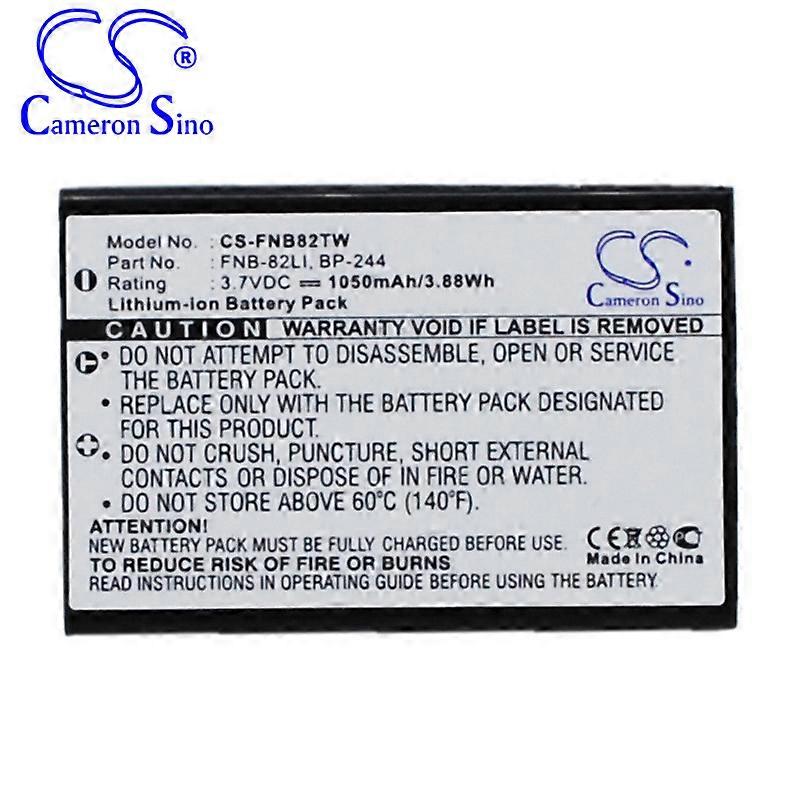 CS®
Cameron Sino
Model No. : CS-FNB82TW
Part No. : FNB-82LI, BP-244
Rating : 3.7VDC ⎓ 1050mAh/3.88Wh
Lithium-ion Battery Pack
CS
Cameron Sino
CAUTION WARRANTY VOID IF LABEL IS REMOVED
• DO NOT ATTEMPT TO DISASSEMBLE, OPEN OR SERVICE
THE BATTERY PACK.
• REPLACE ONLY WITH THE BATTERY PACK DESIGNATED
FOR THIS PRODUCT.
• DO NOT CRUSH, PUNCTURE, SHORT EXTERNAL
CONTACTS OR DISPOSE OF IN FIRE OR WATER.
• DO NOT STORE ABOVE 60°C (140°F).
ATTENTION!
NEW BATTERY PACK MUST BE FULLY CHARGED BEFORE USE
TO REDUCE RISK OF FIRE OR BURNS
READ INSTRUCTIONS IN OPERATING GUIDE BEFORE USE THE BATTERY.
CE
Made In China